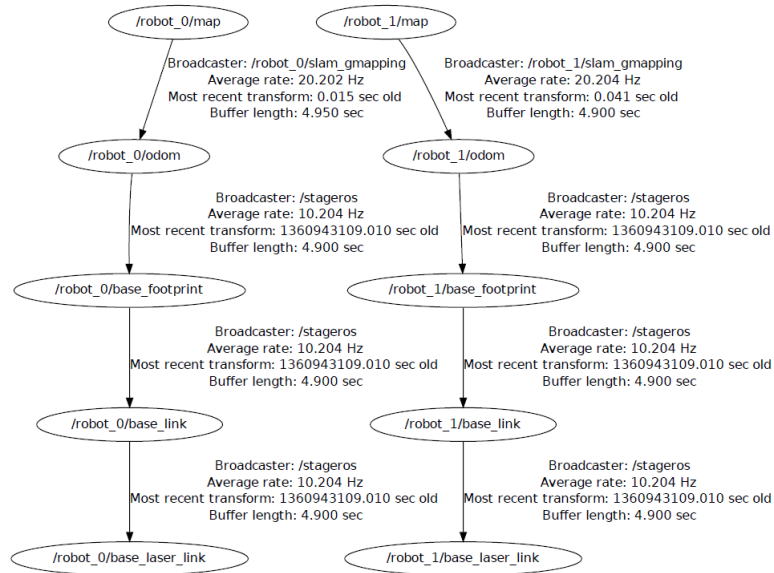 /robot_0/map
/robot_1/map
Broadcaster: /robot_0/slam_gmapping
Average rate: 20.202 Hz
Most recent transform: 0.015 sec old
Buffer length: 4.950 sec
Broadcaster: /robot_1/slam_gmapping
Average rate: 20.204 Hz
Most recent transform: 0.041 sec old
Buffer length: 4.900 sec
/robot_0/odom
/robot_1/odom
Broadcaster: /stageros
Average rate: 10.204 Hz
Most recent transform: 1360943109.010 sec old
Buffer length: 4.900 sec
Broadcaster: /stageros
Average rate: 10.204 Hz
Most recent transform: 1360943109.010 sec old
Buffer length: 4.900 sec
/robot_0/base_footprint
/robot_1/base_footprint
Broadcaster: /stageros
Average rate: 10.204 Hz
Most recent transform: 1360943109.010 sec old
Buffer length: 4.900 sec
Broadcaster: /stageros
Average rate: 10.204 Hz
Most recent transform: 1360943109.010 sec old
Buffer length: 4.900 sec
/robot_0/base_link
/robot_1/base_link
Broadcaster: /stageros
Average rate: 10.204 Hz
Most recent transform: 1360943109.010 sec old
Buffer length: 4.900 sec
Broadcaster: /stageros
Average rate: 10.204 Hz
Most recent transform: 1360943109.010 sec old
Buffer length: 4.900 sec
/robot_0/base_laser_link
/robot_1/base_laser_link